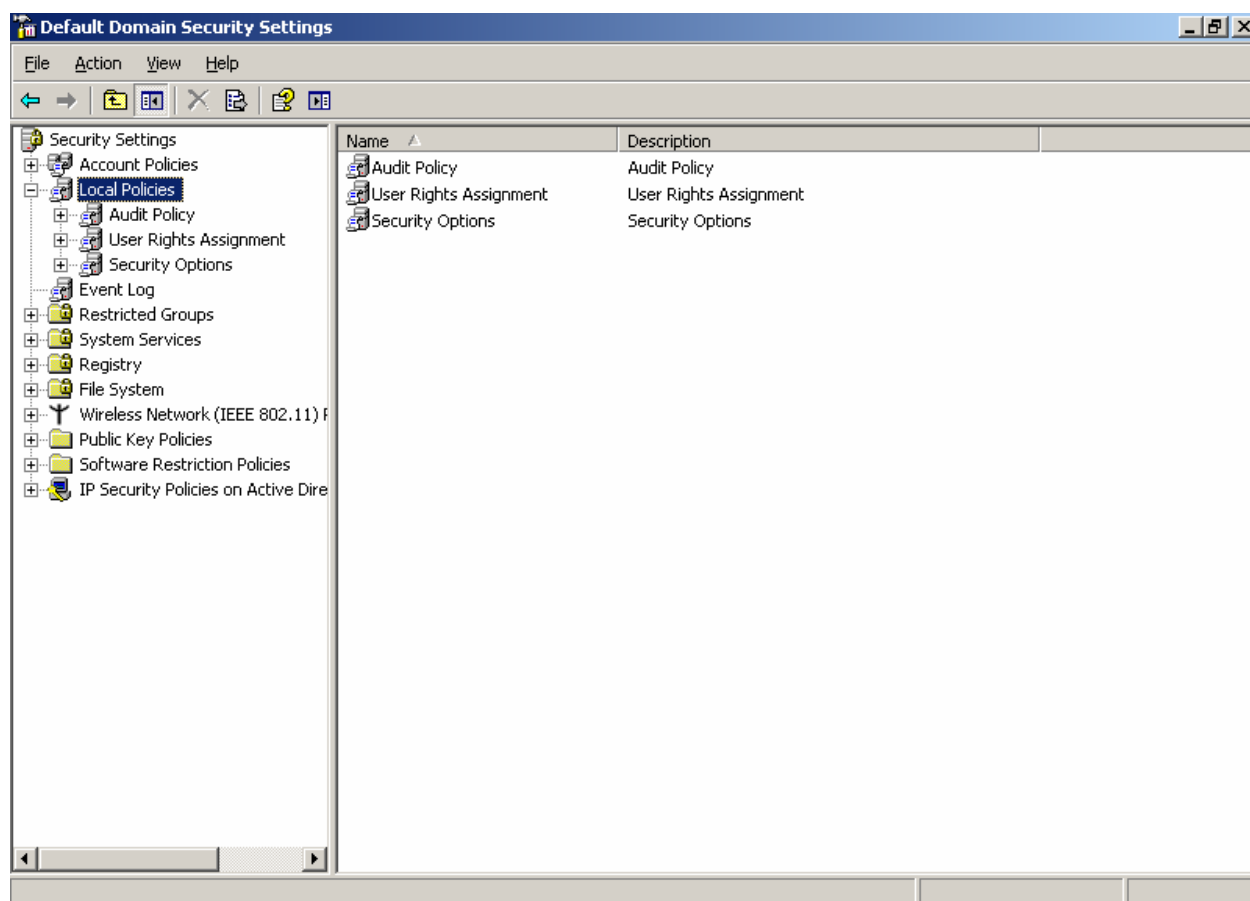 Default Domain Security Settings
File Action View Help
Security Settings
Account Policies
Local Policies
Audit Policy
User Rights Assignment
Security Options
Event Log
Restricted Groups
System Services
Registry
File System
Wireless Network (IEEE 802.11)
Public Key Policies
Software Restriction Policies
IP Security Policies on Active Dire
Name Description
Audit Policy Audit Policy
User Rights Assignment User Rights Assignment
Security Options Security Options